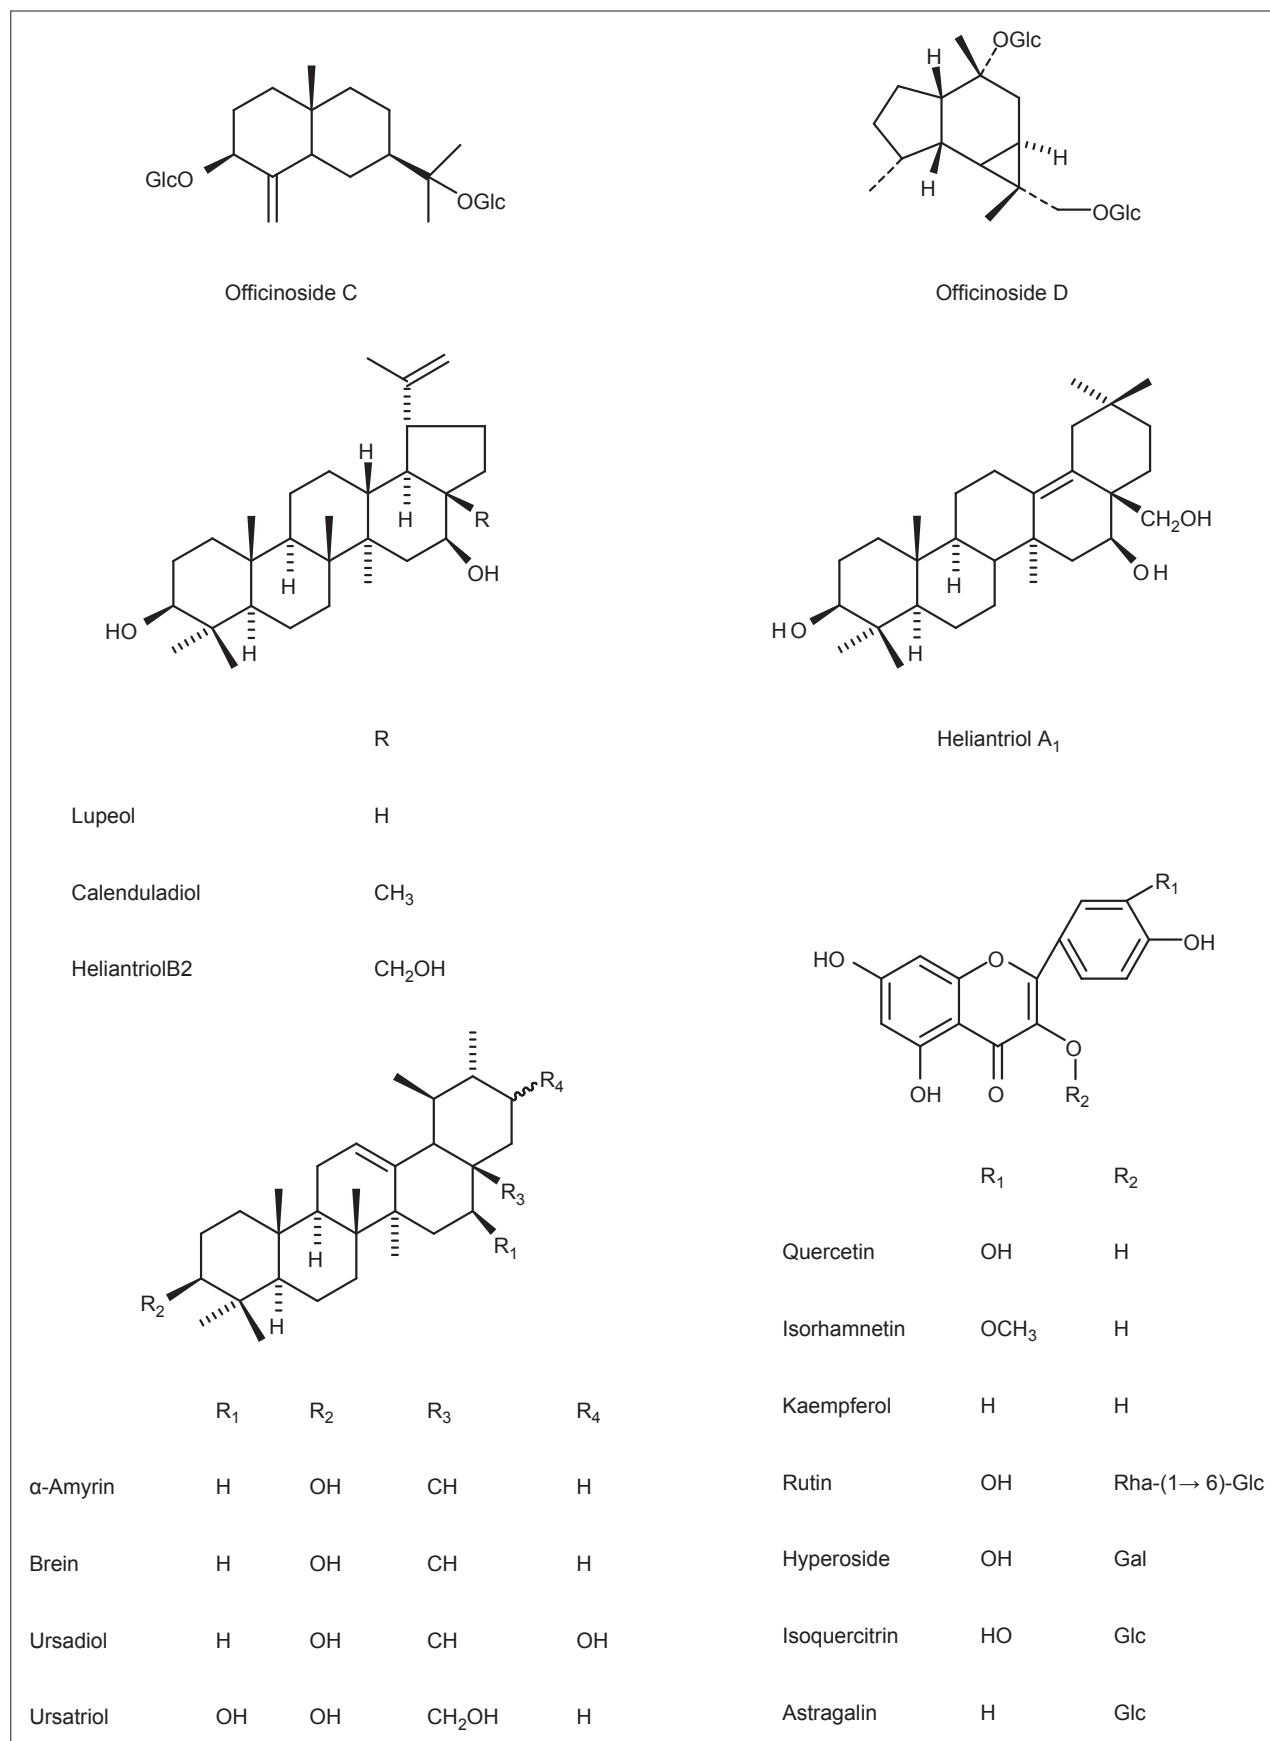 OGlc
H
GlcO
OGlc
H
H
OGlc
Officinoside C
Officinoside D
H
H
R
OH
H
HO
H
CH₂OH
OH
H
HO
H
R
Heliantriol A₁
Lupeol H
Calenduladiol CH₃
HeliantriolB2 CH₂OH
R₁
OH
HO
O
O
OH
O
R₂
R₄
R₃
R₁
H
R₂
H
R₁ R₂
Quercetin OH H
Isorhamnetin OCH₃ H
Kaempferol H H
Rutin OH Rha-(1→ 6)-Glc
Hyperoside OH Gal
Isoquercitrin HO Glc
Astragalin H Glc
R₁ R₂ R₃ R₄
α-Amyrin H OH CH H
Brein H OH CH H
Ursadiol H OH CH OH
Ursatriol OH OH CH₂OH H